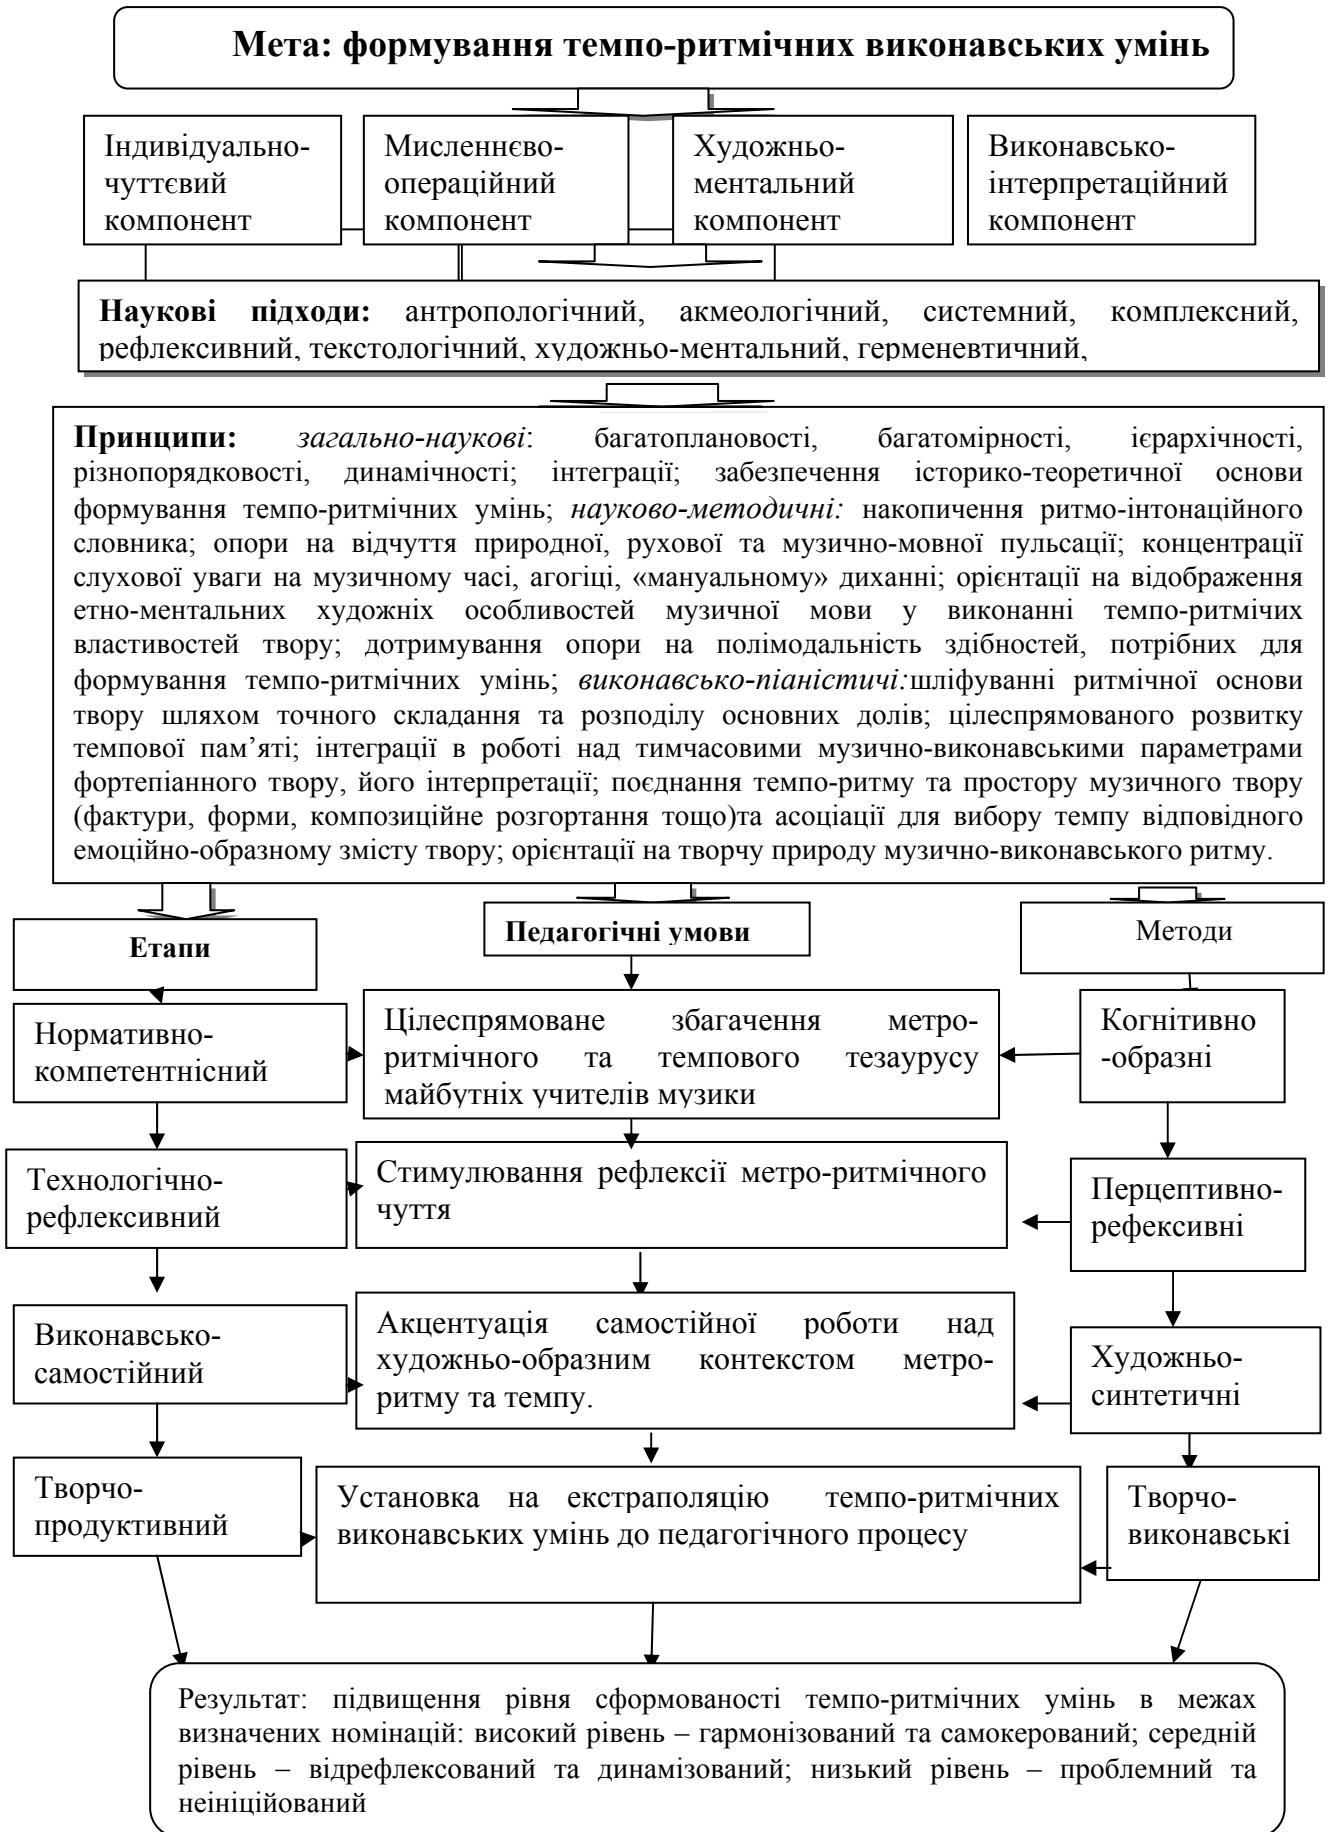 Мета: формування темпо-ритмічних виконавських умінь
Індивідуально-
чуттєвий
компонент
Мисленнєво-
операційний
компонент
Художньо-
ментальний
компонент
Виконавсько-
інтерпретаційний
компонент
Наукові підходи: антропологічний, акмеологічний, системний, комплексний,
рефлексивний, текстологічний, художньо-ментальний, герменевтичний,
Принципи: загально-наукові: багатоплановості, багатомірності, ієрархічності,
різнопорядковості, динамічності; інтеграції; забезпечення історико-теоретичної основи
формування темпо-ритмічних умінь; науково-методичні: накопичення ритмо-інтонаційного
словника; опори на відчуття природної, рухової та музично-мовної пульсації; концентрації
слухової уваги на музичному часі, агогіці, «мануальному» диханні; орієнтації на відображення
етно-ментальних художніх особливостей музичної мови у виконанні темпо-ритмічих
властивостей твору; дотримування опори на полімодальність здібностей, потрібних для
формування темпо-ритмічних умінь; виконавсько-піаністичі:шліфуванні ритмічної основи
твору шляхом точного складання та розподілу основних долів; цілеспрямованого розвитку
темпової пам’яті; інтеграції в роботі над тимчасовими музично-виконавськими параметрами
фортепіанного твору, його інтерпретації; поєднання темпо-ритму та простору музичного твору
(фактури, форми, композиційне розгортання тощо)та асоціації для вибору темпу відповідного
емоційно-образному змісту твору; орієнтації на творчу природу музично-виконавського ритму.
Етапи
Педагогічні умови
Методи
Нормативно-
компетентнісний
Цілеспрямоване збагачення метро-
ритмічного та темпового тезаурусу
майбутніх учителів музики
Когнітивно
-образні
Технологічно-
рефлексивний
Стимулювання рефлексії метро-ритмічного
чуття
Перцептивно-
рефексивні
Виконавсько-
самостійний
Акцентуація самостійної роботи над
художньо-образним контекстом метро-
ритму та темпу.
Художньо-
синтетичні
Творчо-
продуктивний
Установка на екстраполяцію темпо-ритмічних
виконавських умінь до педагогічного процесу
Творчо-
виконавські
Результат: підвищення рівня сформованості темпо-ритмічних умінь в межах
визначених номінацій: високий рівень – гармонізований та самокерований; середній
рівень – відрефлексований та динамізований; низький рівень – проблемний та
неініційований